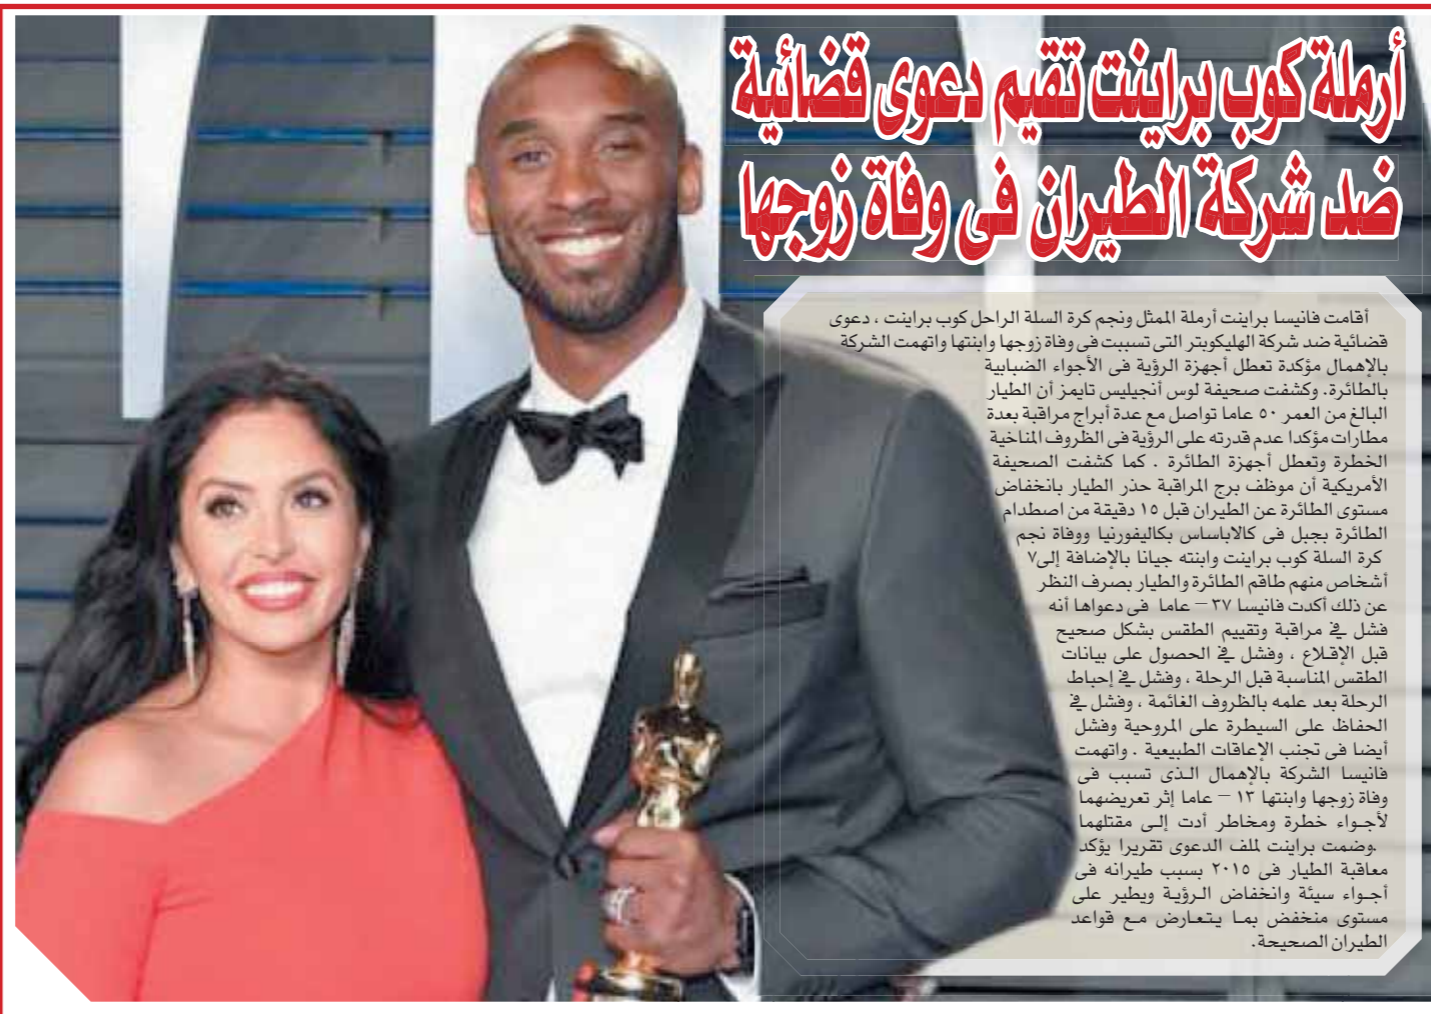 أرملة كوب براينت تقيم دعوى قضائية
ضد شركة الطيران فى وفاة زوجها
أقامت فانيسا براينت أرملة الممثل ونجم كرة السلة الراحل كوب براينت ، دعوى
قضائية ضد شركة الهليكوبتر التى تسببت فى وفاة زوجها وابنتها واتهمت الشركة
بالإهمال مؤكدة تعطل أجهزة الرؤية فى الأجواء الضبابية
بالطائرة. وكشفت صحيفة لوس أنجيليس تايمز أن الطيار
البالغ من العمر ٥٠ عاما تواصل مع عدة أبراج مراقبة بعدة
مطارات مؤكدا عدم قدرته على الرؤية فى الظروف المناخية
الخطرة وتعطل أجهزة الطائرة . كما كشفت الصحيفة
الأمريكية أن موظف برج المراقبة حذر الطيار بانخفاض
مستوى الطائرة عن الطيران قبل ١٥ دقيقة من اصطدام
الطائرة بجبل فى كالاباساس بكاليفورنيا ووفاة نجم
كرة السلة كوب براينت وابنته جيانا بالإضافة إلى٧
أشخاص منهم طاقم الطائرة والطيار بصرف النظر
عن ذلك أكدت فانيسا ٣٧ – عاما فى دعواها أنه
فشل في مراقبة وتقييم الطقس بشكل صحيح
قبل الإقلاع ، وفشل في الحصول على بيانات
الطقس المناسبة قبل الرحلة ، وفشل في إحباط
الرحلة بعد علمه بالظروف الغائمة ، وفشل في
الحفاظ على السيطرة على المروحية وفشل
أيضا فى تجنب الإعاقات الطبيعية . واتهمت
فانيسا الشركة بالإهمال الذى تسبب فى
وفاة زوجها وابنتها ١٣ – عاما إثر تعريضهما
لأجواء خطرة ومخاطر أدت إلى مقتلهما
.وضمت براينت لملف الدعوى تقريرا يؤكد
معاقبة الطيار فى ٢٠١٥ بسبب طيرانه فى
أجواء سيئة وانخفاض الرؤية ويطير على
مستوى منخفض بما يتعارض مع قواعد
الطيران الصحيحة.